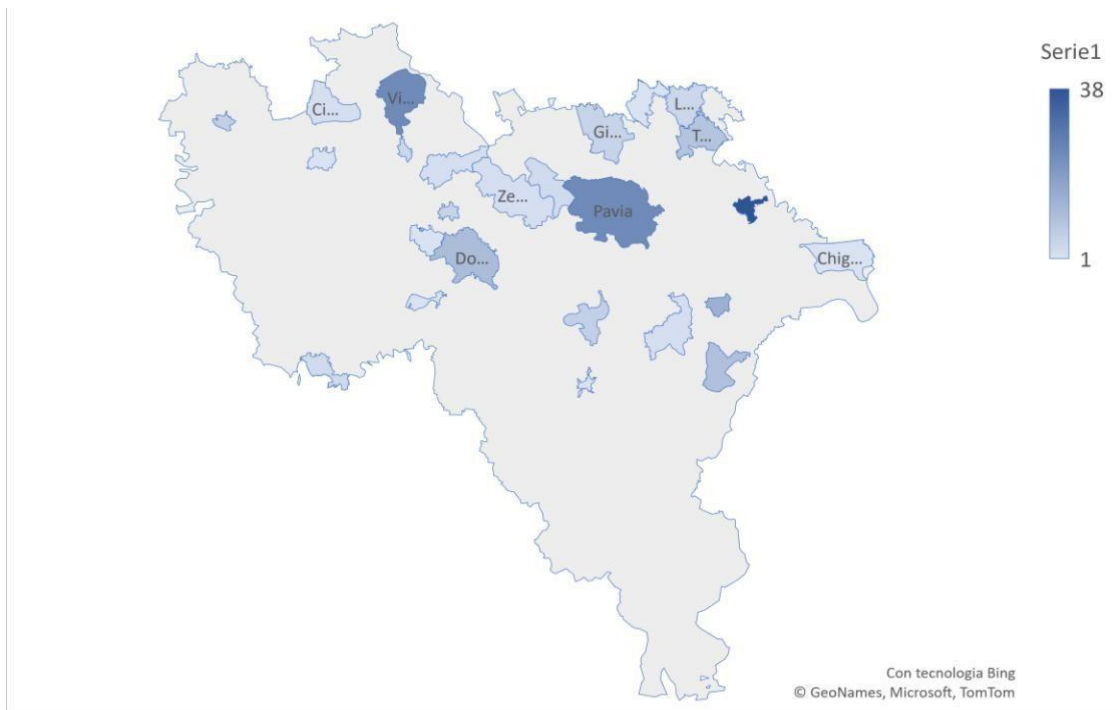 Serie1
38
1
Ci...
Vi...
Gi...
L...
T...
Ze...
Pavia
Do...
Chig...
Con tecnologia Bing
© GeoNames, Microsoft, TomTom